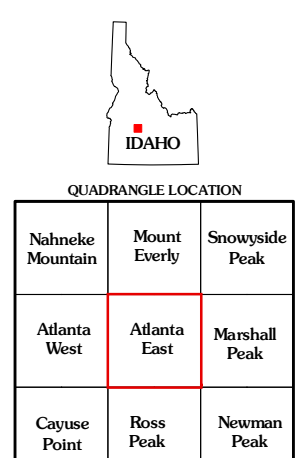 IDAHO
QUADRANGLE LOCATION
Nahneke
Mountain
Mount
Everly
Snowyside
Peak
Atlanta
West
Atlanta
East
Marshall
Peak
Cayuse
Point
Ross
Peak
Newman
Peak